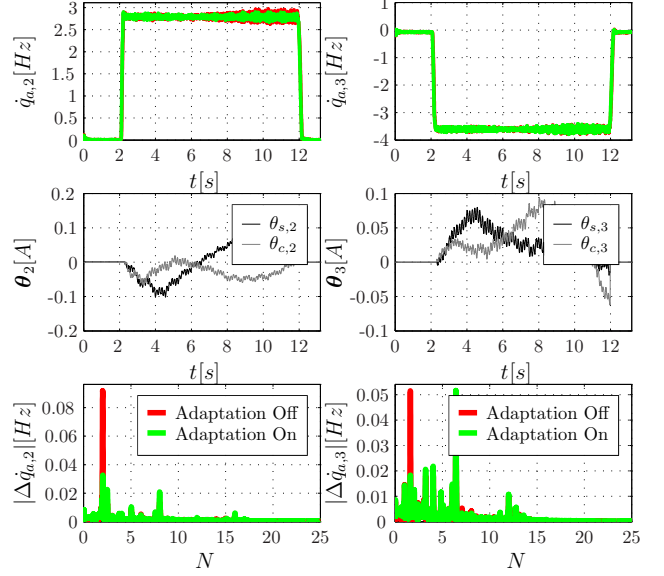 q̇a,2[Hz]
3
2.5
2
1.5
1
0.5
0
0 2 4 6 8 10 12
t[s]
q̇a,3[Hz]
1
0
−1
−2
−3
−4
0 2 4 6 8 10 12
t[s]
θ2[A]
0.2
0.1
0
-0.1
-0.2
θs,2
θc,2
0 2 4 6 8 10 12
t[s]
θ3[A]
0.1
0.05
0
0.05
0.1
θs,3
θc,3
0 2 4 6 8 10 12
t[s]
|Δq̇a,2|[Hz]
0.08
0.06
0.04
0.02
0
Adaptation Off
Adaptation On
0 5 10 15 20 25
N
|Δq̇a,3|[Hz]
0.05
0.04
0.03
0.02
0.01
0
Adaptation Off
Adaptation On
0 5 10 15 20 25
N